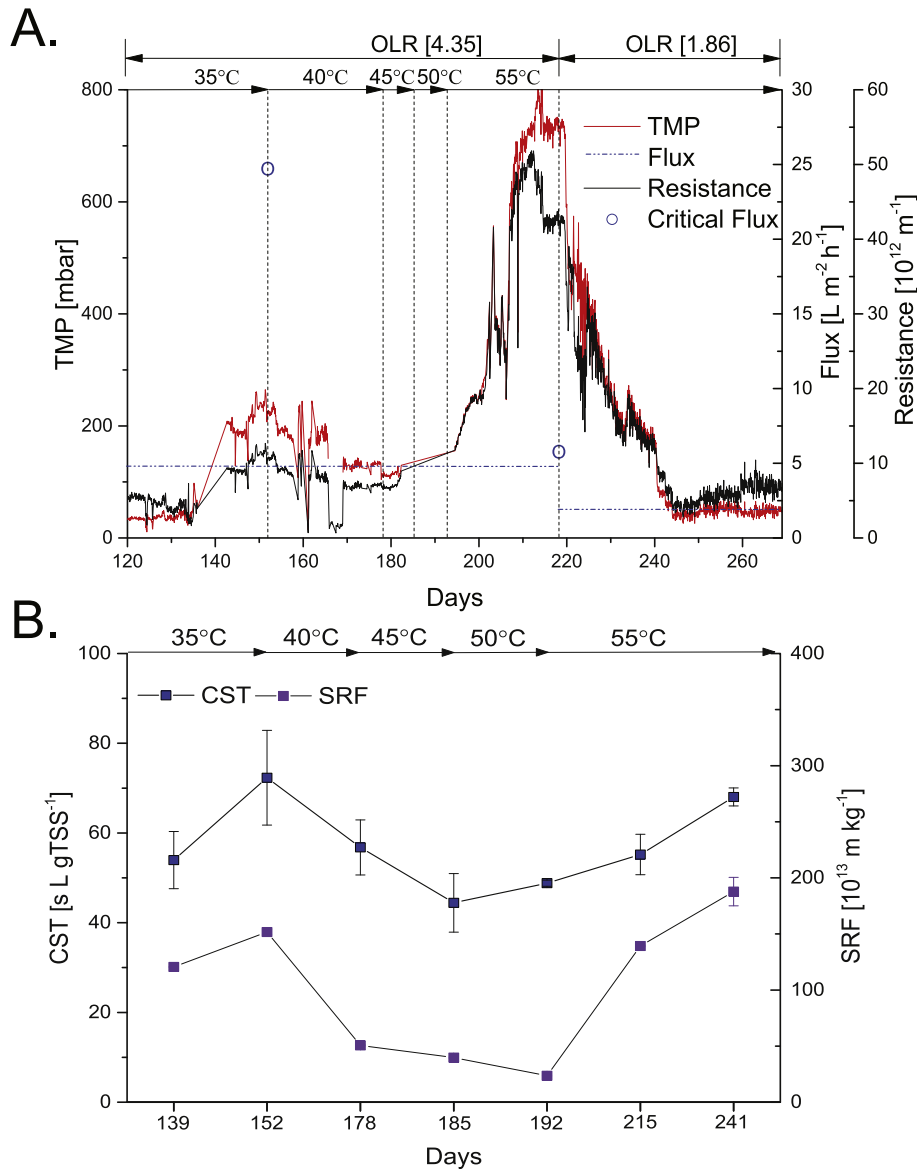 A.
OLR [4.35] OLR [1.86]
35°C 40°C 45°C 50°C 55°C
800 30 60
TMP
Flux
Resistance
Critical Flux
600 25 50
20 40
400 15 30
10 20
200
5 10
0 0 0
TMP [mbar]
Flux [L m⁻² h⁻¹]
Resistance [10¹² m⁻¹]
120 140 160 180 200 220 240 260
Days
B.
35°C 40°C 45°C 50°C 55°C
100 400
CST SRF
80 300
60
200
40
100
20
0 0
CST [s L gTSS⁻¹]
SRF [10¹³ m kg⁻¹]
139 152 178 185 192 215 241
Days